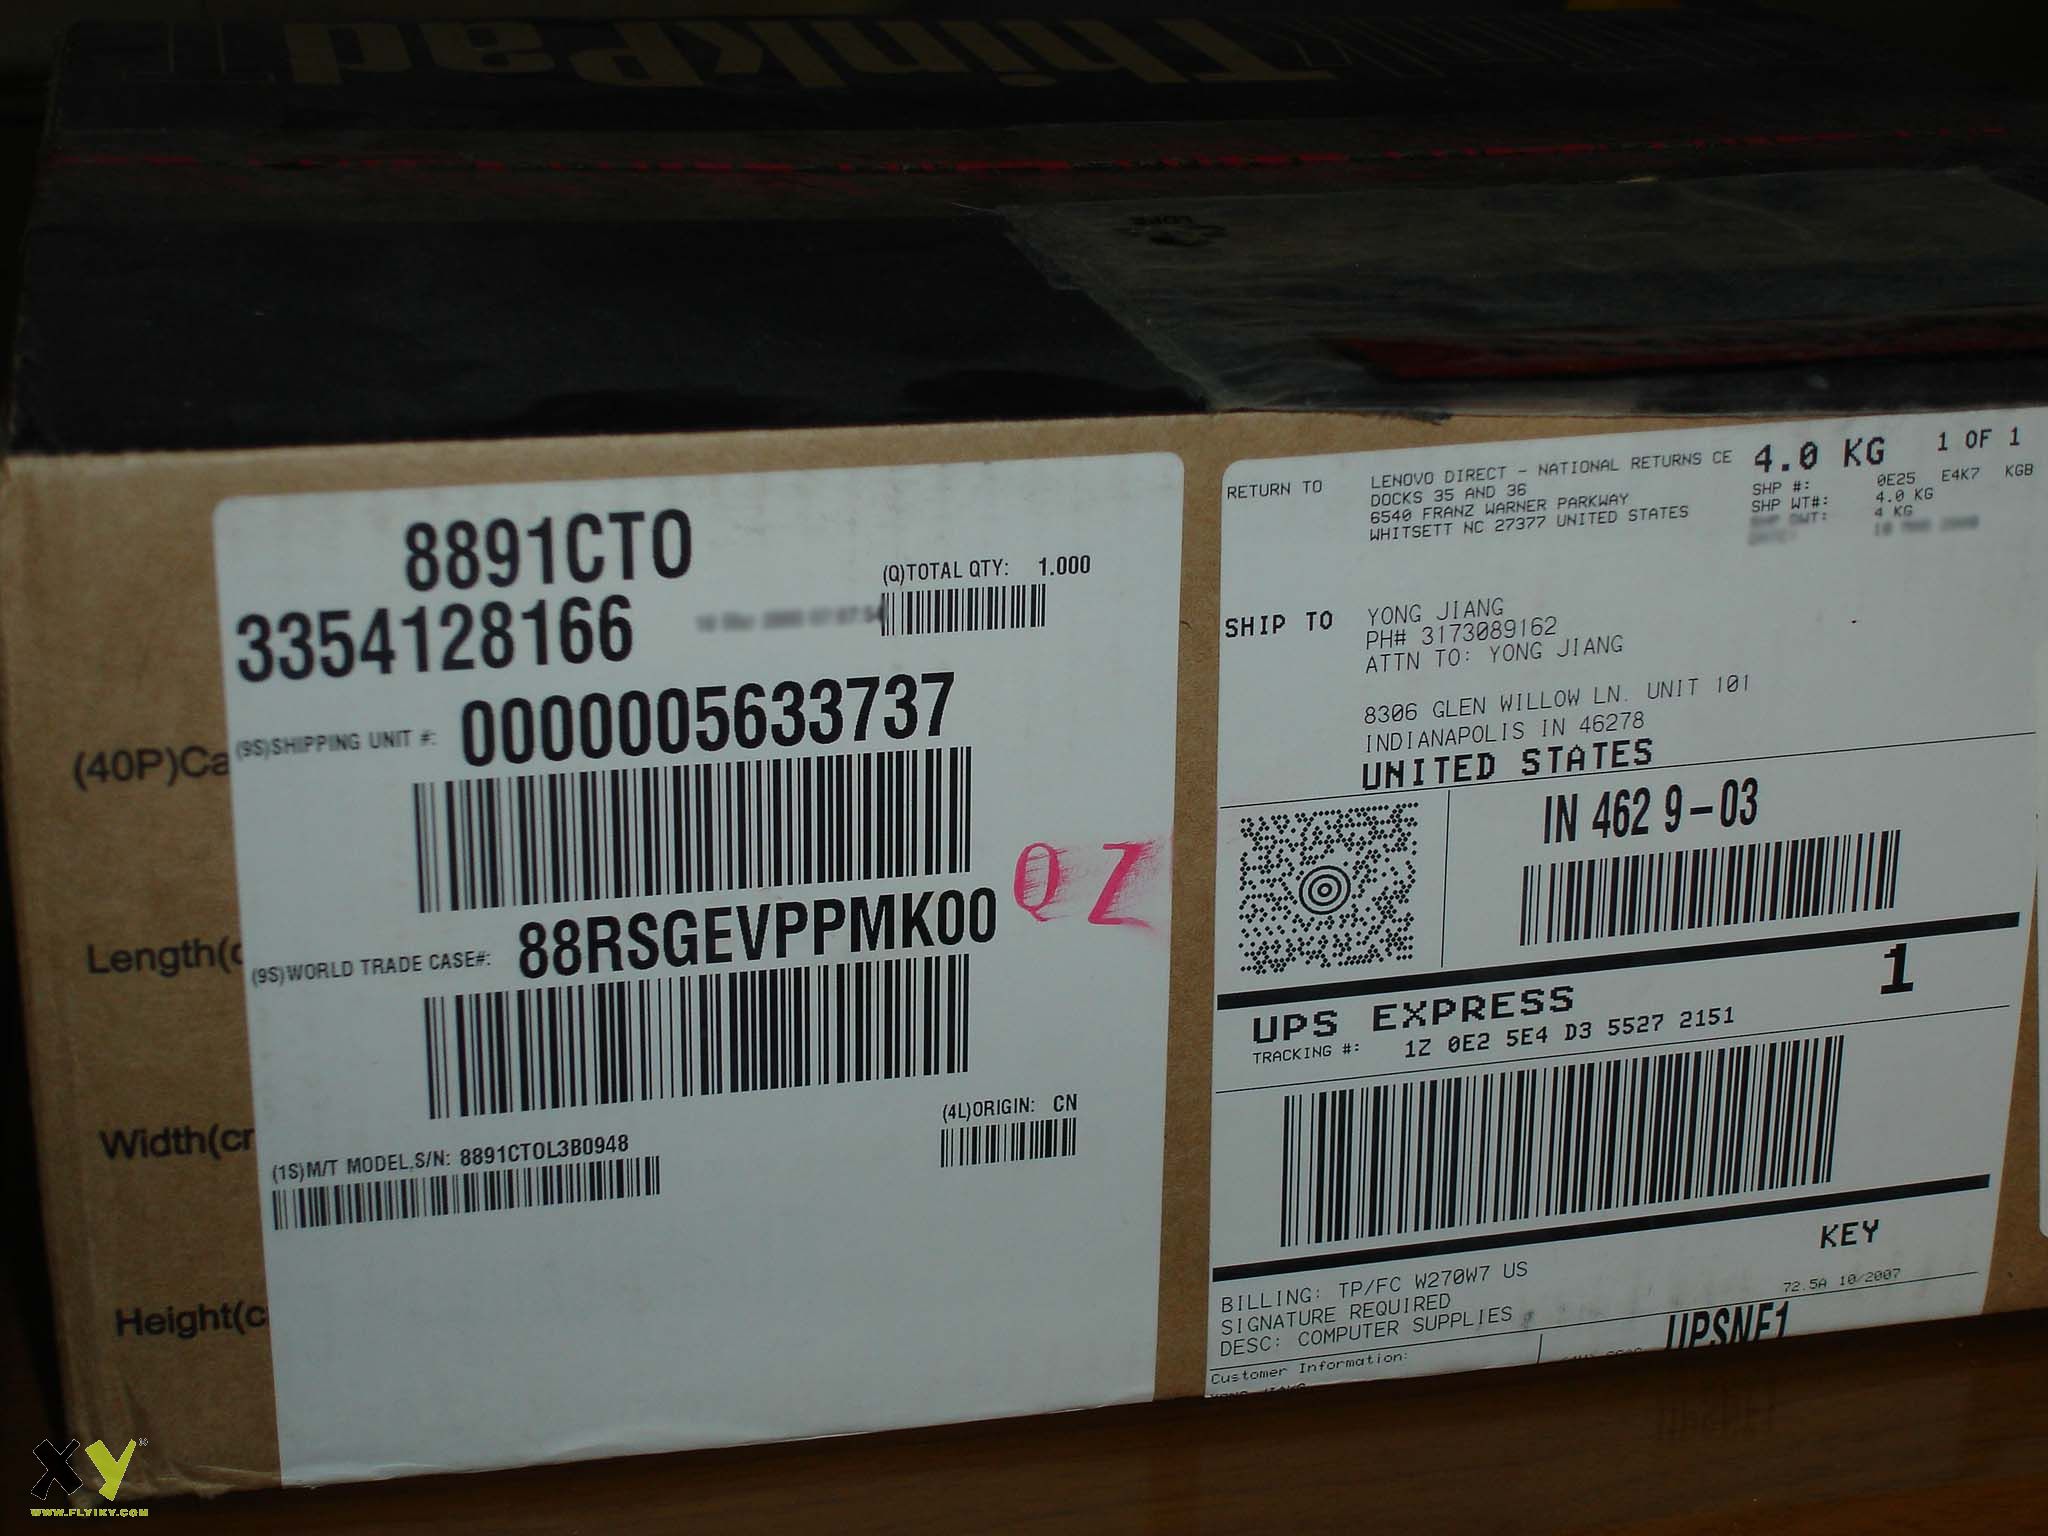 ThinkPad
8891CTO
(Q)TOTAL QTY: 1.000
3354128166
(9S)SHIPPING UNIT #: 0000005633737
(9S)WORLD TRADE CASE#: 88RSGEVPPMK00
QZ
(4L)ORIGIN: CN
(1S)M/T MODEL,S/N: 8891CTOL3B0948
(40P)Ca
Length(c
Width(cr
Height(c
RETURN TO
LENOVO DIRECT - NATIONAL RETURNS CE
DOCKS 35 AND 36
6540 FRANZ WARNER PARKWAY
WHITSETT NC 27377 UNITED STATES
4.0 KG 1 OF 1
SHP #: 0E25 E4K7 KGB
SHP WT#: 4.0 KG
SHP DWT: 4 KG
SHIP TO
YONG JIANG
PH# 3173089162
ATTN TO: YONG JIANG
8306 GLEN WILLOW LN. UNIT 101
INDIANAPOLIS IN 46278
UNITED STATES
IN 462 9-03
UPS EXPRESS 1
TRACKING #: 1Z 0E2 5E4 D3 5527 2151
KEY
BILLING: TP/FC W270W7 US
SIGNATURE REQUIRED
DESC: COMPUTER SUPPLIES
72.5A 10/2007
Customer Information:
UPSNF1
XY
WWW.FLYIKY.COM